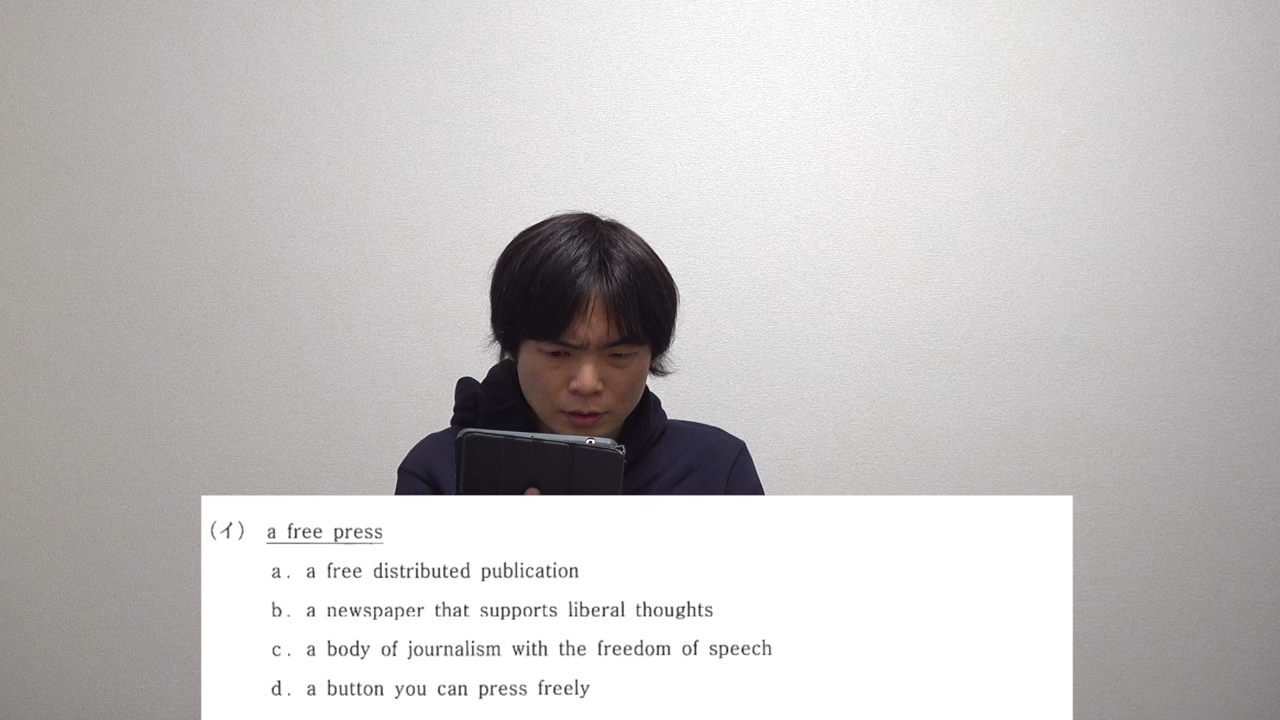 (イ) a free press
a. a free distributed publication
b. a newspaper that supports liberal thoughts
c. a body of journalism with the freedom of speech
d. a button you can press freely